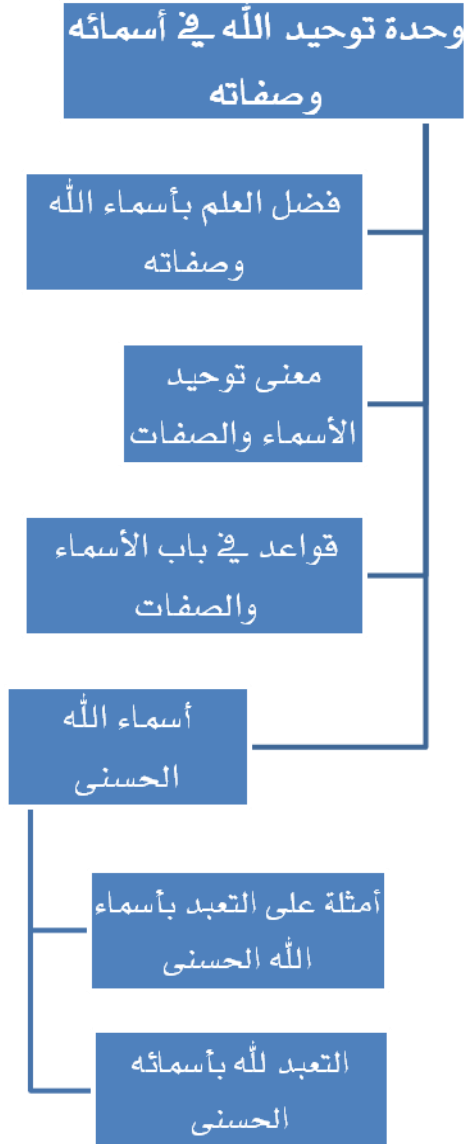 وحدة توحيد الله في أسمائه
وصفاته
فضل العلم بأسماء الله
وصفاته
معنى توحيد
الأسماء والصفات
قواعد في باب الأسماء
والصفات
أسماء الله
الحسنى
أمثلة على التعبد بأسماء
الله الحسنى
التعبد لله بأسمائه
الحسنى